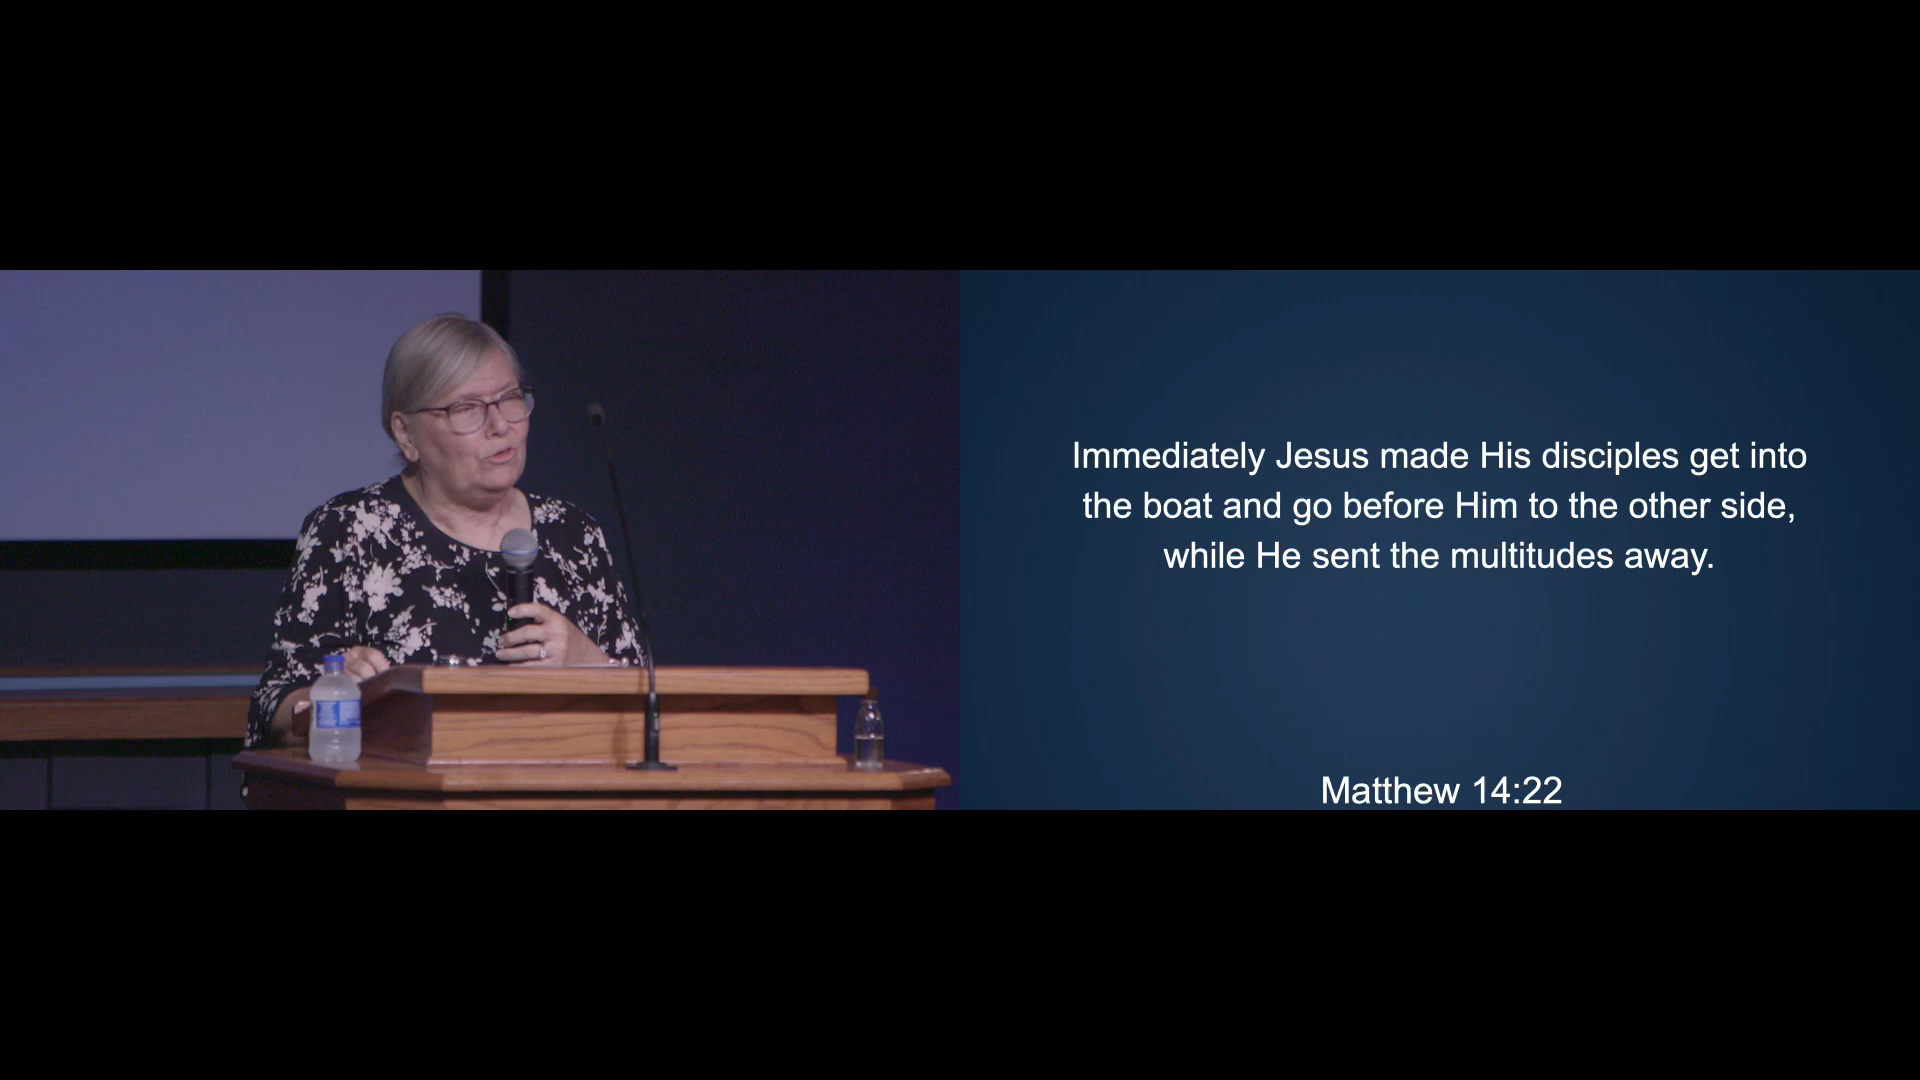 Immediately Jesus made His disciples get into
the boat and go before Him to the other side,
while He sent the multitudes away.
Matthew 14:22